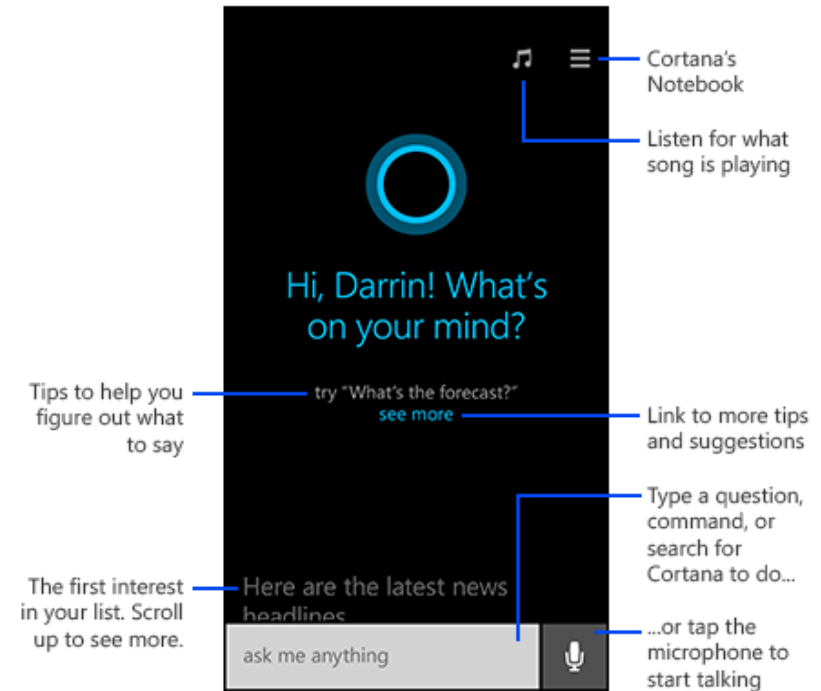 Cortana's
Notebook
Listen for what
song is playing
Hi, Darrin! What's
on your mind?
Tips to help you
figure out what
to say
try "What's the forecast?"
see more
Link to more tips
and suggestions
Type a question,
command, or
search for
Cortana to do...
The first interest
in your list. Scroll
up to see more.
Here are the latest news
headlines
ask me anything
...or tap the
microphone to
start talking